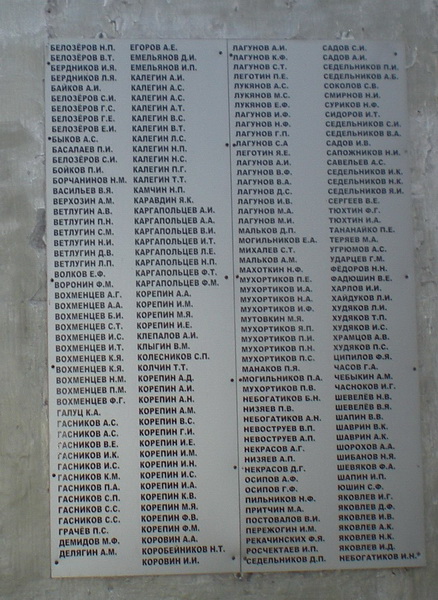 БЕЛОЗЁРОВ Н.П.
БЕЛОЗЁРОВ В.Т.
БЕРДНИКОВ И.Я.
БЕРДНИКОВ П.Я.
БАЙКОВ А.И.
БЕЛОЗЁРОВ С.И.
БЕЛОЗЁРОВ Г.С.
БЕЛОЗЁРОВ Г.Е.
БЕЛОЗЁРОВ Е.И.
БЫКОВ А.С.
БАСАЛАЕВ П.И.
БЕЛОЗЁРОВ С.И.
БОЙКОВ П.И.
БОРЧАНИНОВ Н.М.
ВАСИЛЬЕВ В.Я.
ВЕРХОЗИН А.М.
ВЕТЛУГИН А.В.
ВЕТЛУГИН П.Н.
ВЕТЛУГИН С.М.
ВЕТЛУГИН Н.И.
ВЕТЛУГИН Д.В.
ВЕТЛУГИН Л.П.
ВОЛКОВ Е.Ф.
ВОРОНИН Ф.М.
ВОХМЕНЦЕВ А.Г.
ВОХМЕНЦЕВ А.А.
ВОХМЕНЦЕВ Б.И.
ВОХМЕНЦЕВ С.Т.
ВОХМЕНЦЕВ И.С.
ВОХМЕНЦЕВ И.Т.
ВОХМЕНЦЕВ К.Я.
ВОХМЕНЦЕВ К.Я.
ВОХМЕНЦЕВ Н.М.
ВОХМЕНЦЕВ П.М.
ВОХМЕНЦЕВ Ф.Г.
ГАЛУЦ К.А.
ГАСНИКОВ А.С.
ГАСНИКОВ А.С.
ГАСНИКОВ В.Е.
ГАСНИКОВ И.К.
ГАСНИКОВ И.С.
ГАСНИКОВ К.М.
ГАСНИКОВ П.А.
ГАСНИКОВ С.П.
ГАСНИКОВ С.С.
ГАСНИКОВ С.С.
ГРАЧЁВ П.С.
ДЕМИДОВ М.Ф.
ДЕЛЯГИН А.М.
ЕГОРОВ А.Е.
ЕМЕЛЬЯНОВ Д.И.
ЕМЕЛЬЯНОВ И.П.
КАЛЕГИН А.И.
КАЛЕГИН А.С.
КАЛЕГИН А.С.
КАЛЕГИН А.Т.
КАЛЕГИН В.С.
КАЛЕГИН В.Т.
КАЛЕГИН Л.С.
КАЛЕГИН Н.П.
КАЛЕГИН Н.С.
КАЛЕГИН П.Г.
КАЛЕГИН Т.Т.
КАМЧИН Н.П.
КАРАВДИН Я.К.
КАРГАПОЛЬЦЕВ А.И.
КАРГАПОЛЬЦЕВ А.А.
КАРГАПОЛЬЦЕВ В.И.
КАРГАПОЛЬЦЕВ И.Т.
КАРГАПОЛЬЦЕВ П.Е.
КАРГАПОЛЬЦЕВ Н.П.
КАРГАПОЛЬЦЕВ Ф.Т.
КАРГАПОЛЬЦЕВ Ф.М.
КОРЕПИН А.А.
КОРЕПИН И.М.
КОРЕПИН М.Я.
КОРЕПИН И.Е.
КЛЕПАЛОВ А.И.
КЛЫГИН В.М.
КОЛЕСНИКОВ С.П.
КОЛЧИН Т.Т.
КОРЕПИН А.Д.
КОРЕПИН А.И.
КОРЕПИН А.Н.
КОРЕПИН А.М.
КОРЕПИН В.С.
КОРЕПИН Г.И.
КОРЕПИН И.Е.
КОРЕПИН И.М.
КОРЕПИН И.Н.
КОРЕПИН И.С.
КОРЕПИН И.А.
КОРЕПИН К.В.
КОРЕПИН М.Я.
КОРЕПИН Ф.В.
КОРЕПИН Ф.М.
КОРОВИН А.А.
КОРОБЕЙНИКОВ Н.Т.
КОРОВИН И.И.
ЛАГУНОВ А.И.
ЛАГУНОВ К.Ф.
ЛАГУНОВ С.Т.
ЛЕГОТИН П.Е.
ЛУКЯНО А.С.
ЛУКЯНО М.С.
ЛУКЯНОВ Е.Ф.
ЛАГУНОВ И.Ф.
ЛАГУНОВ Н.Ф.
ЛАГУНОВ Г.П.
ЛАГУНОВ С.А
ЛЕГОТИН Я.Е.
ЛАГУНОВ А.И.
ЛАГУНОВ В.Ф.
ЛАГУНОВ В.А.
ЛАГУНОВ Д.С.
ЛАГУНОВ И.В.
ЛАГУНОВ М.А.
ЛАГУНОВ М.И.
МАЛЬКОВ Д.П.
МОГИЛЬНИКОВ Е.А.
МИХАЛЕВ С.Т.
МАЛЬКОВ А.М.
МАХОТКИН Н.Ф.
МУХОРТИКОВ П.Е.
МУХОРТИКОВ И.А.
МУХОРТИКОВ Н.А.
МУХОРТИКОВ И.Ф.
МУТОВКИН М.Я.
МУХОРТИКОВ Я.П.
МУХОРТИКОВ П.И.
МУХОРТИКОВ П.Н.
МУХОРТИКОВ П.С.
МАНАКОВ П.Я.
МОГИЛЬНИКОВ П.А.
МУХОРТИКОВ П.В.
НЕБОГАТИКОВ Б.Н.
НИЗЯЕВ П.В.
НЕБОГАТИКОВ А.Н.
НЕВОСТРУЕВ В.П.
НЕВОСТРУЕВ А.П.
НЕКРАСОВ А.Г.
НИЗЯЕВ А.П.
НЕКРАСОВ Д.Г.
ОСИПОВ А.Ф.
ОСИПОВ Г.Ф.
ПИЛЬНИКОВ Н.Ф.
ПРИТЧИН М.А.
ПОСТОВАЛОВ В.И.
ПЕРЕЖОГИН И.М.
РЕКАЧИНСКИХ Ф.Я.
РОСЧЕКТАЕВ И.П.
СЕДЕЛЬНИКОВ Д.П.
САДОВ С.И.
САДОВ А.И.
СЕДЕЛЬНИКОВ П.И.
СЕДЕЛЬНИКОВ А.Б.
СОКОЛОВ С.В.
СМИРНОВ Н.И.
СУРИКОВ Н.Ф.
СИДОРОВ И.Т.
СЕДЕЛЬНИКОВ С.И.
СЕДЕЛЬНИКОВ В.А.
САДОВ И.В.
САПОЖНИКОВ Н.И.
САВЕЛЬЕВ А.С.
СЕДЕЛЬНИКОВ И.К.
СЕДЕЛЬНИКОВ Н.К.
СЕДЕЛЬНИКОВ Я.И.
СЕРГЕЕВ В.Е.
ТЮХТИН Ф.Г.
ТЮХТИН И.А.
ТАНАНАЙКО П.Е.
ТЕРЯЕВ М.А.
УГРЮМОВ А.С.
УДАРЦЕВ Г.М.
ФЁДОРОВ Н.Н.
ФАДЮШИН В.Е.
ХАРЛОВ И.И.
ХАЙДУКОВ П.И.
ХУДЯКОВ Л.И.
ХУДЯКОВ Т.П.
ХУДЯКОВ И.С.
ХРАМЦОВ А.В.
ХУДЯКОВ П.С.
ЦИПИЛОВ Ф.Я.
ЧАСОВ Г.А.
ЧЕБЫКИН А.М.
ЧАСНОКОВ И.Г.
ШЕВЕЛЁВ Н.В.
ШЕВЕЛЁВ В.Я.
ШАПИН В.В.
ШАВРИН В.К.
ШАВРИН А.К.
ШОРОХОВ А.А.
ШИБАНОВ Н.Я.
ШЕВЯКОВ Ф.А.
ШАПИН И.П.
ЮШИН С.Ф.
ЯКОВЛЕВ И.Г.
ЯКОВЛЕВ Д.Ф.
ЯКОВЛЕВ И.В.
ЯКОВЛЕВ А.К.
ЯКОВЛЕВ Н.К.
ЯКОВЛЕВ И.Д.
НЕБОГАТИКОВ И.Н.